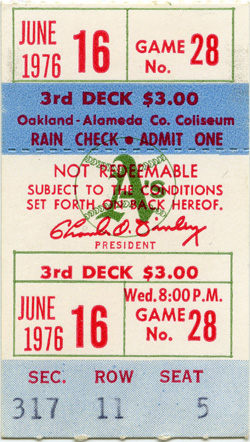 JUNE 16 GAME 28
1976 No.
3rd DECK $3.00
Oakland-Alameda Co. Coliseum
RAIN CHECK • ADMIT ONE
NOT REDEEMABLE
SUBJECT TO THE CONDITIONS
SET FORTH ON BACK HEREOF.
Charles O. Finley
PRESIDENT
3rd DECK $3.00
JUNE 16 Wed. 8:00 P.M.
1976 GAME No. 28
SEC. ROW SEAT
317 11 5